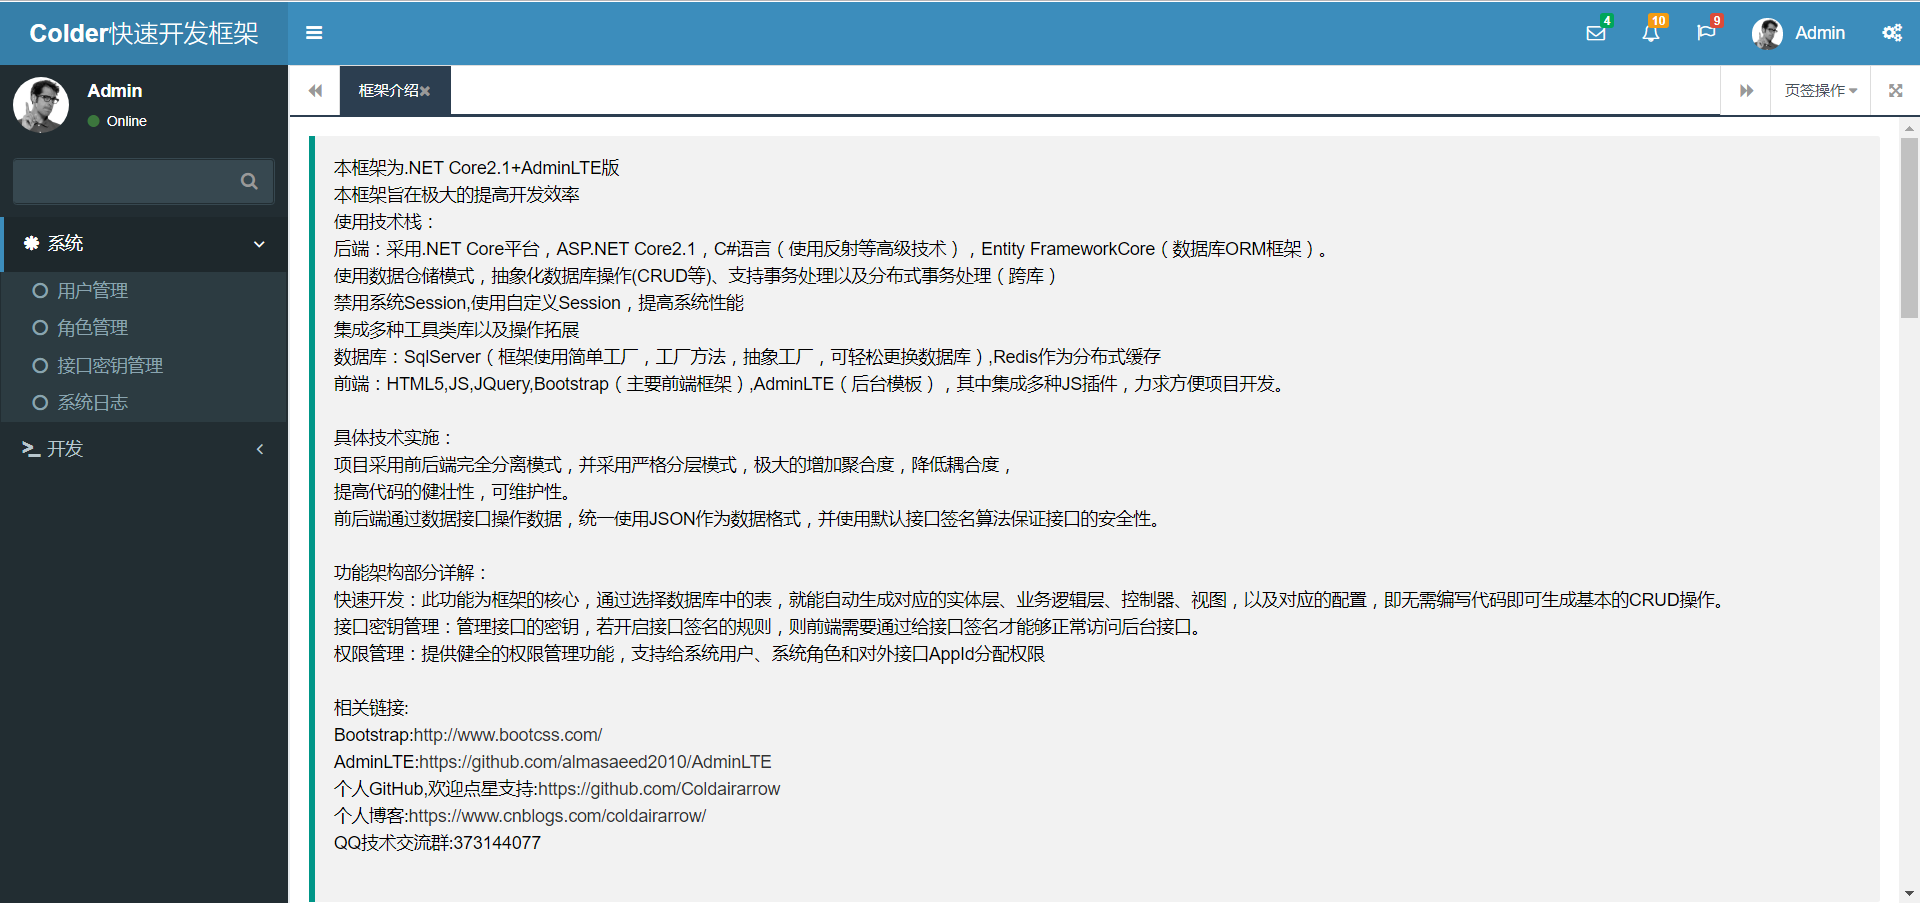 Colder快速开发框架
4
10
9
Admin
Admin
Online
框架介绍
页签操作
系统
用户管理
角色管理
接口密钥管理
系统日志
开发
本框架为.NET Core2.1+AdminLTE版
本框架旨在极大的提高开发效率
使用技术栈：
后端：采用.NET Core平台，ASP.NET Core2.1，C#语言（使用反射等高级技术），Entity FrameworkCore（数据库ORM框架）。
使用数据仓储模式，抽象化数据库操作(CRUD等)、支持事务处理以及分布式事务处理（跨库）
禁用系统Session,使用自定义Session，提高系统性能
集成多种工具类库以及操作拓展
数据库：SqlServer（框架使用简单工厂，工厂方法，抽象工厂，可轻松更换数据库）,Redis作为分布式缓存
前端：HTML5,JS,JQuery,Bootstrap（主要前端框架）,AdminLTE（后台模板），其中集成多种JS插件，力求方便项目开发。
具体技术实施：
项目采用前后端完全分离模式，并采用严格分层模式，极大的增加聚合度，降低耦合度，
提高代码的健壮性，可维护性。
前后端通过数据接口操作数据，统一使用JSON作为数据格式，并使用默认接口签名算法保证接口的安全性。
功能架构部分详解：
快速开发：此功能为框架的核心，通过选择数据库中的表，就能自动生成对应的实体层、业务逻辑层、控制器、视图，以及对应的配置，即无需编写代码即可生成基本的CRUD操作。
接口密钥管理：管理接口的密钥，若开启接口签名的规则，则前端需要通过给接口签名才能够正常访问后台接口。
权限管理：提供健全的权限管理功能，支持给系统用户、系统角色和对外接口AppId分配权限
相关链接:
Bootstrap:http://www.bootcss.com/
AdminLTE:https://github.com/almasaeed2010/AdminLTE
个人GitHub,欢迎点星支持:https://github.com/Coldairarrow
个人博客:https://www.cnblogs.com/coldairarrow/
QQ技术交流群:373144077